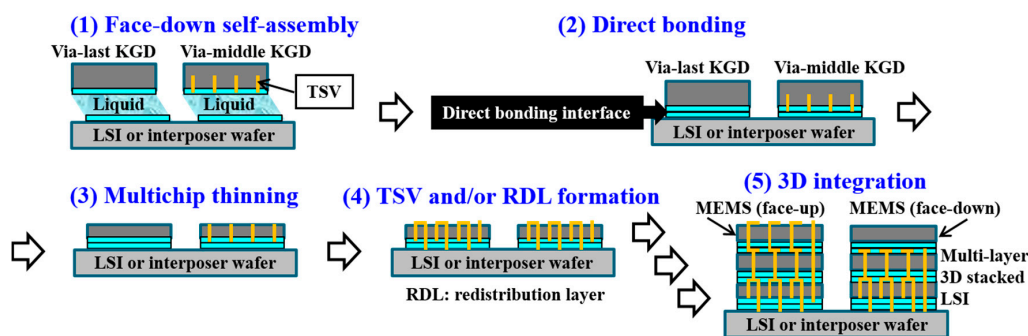 (1) Face-down self-assembly
Via-last KGD
Via-middle KGD
TSV
Liquid
Liquid
LSI or interposer wafer
(2) Direct bonding
Via-last KGD
Via-middle KGD
Direct bonding interface
LSI or interposer wafer
(3) Multichip thinning
LSI or interposer wafer
(4) TSV and/or RDL formation
LSI or interposer wafer
RDL: redistribution layer
(5) 3D integration
MEMS (face-up)
MEMS (face-down)
Multi-layer
3D stacked
LSI
LSI or interposer wafer